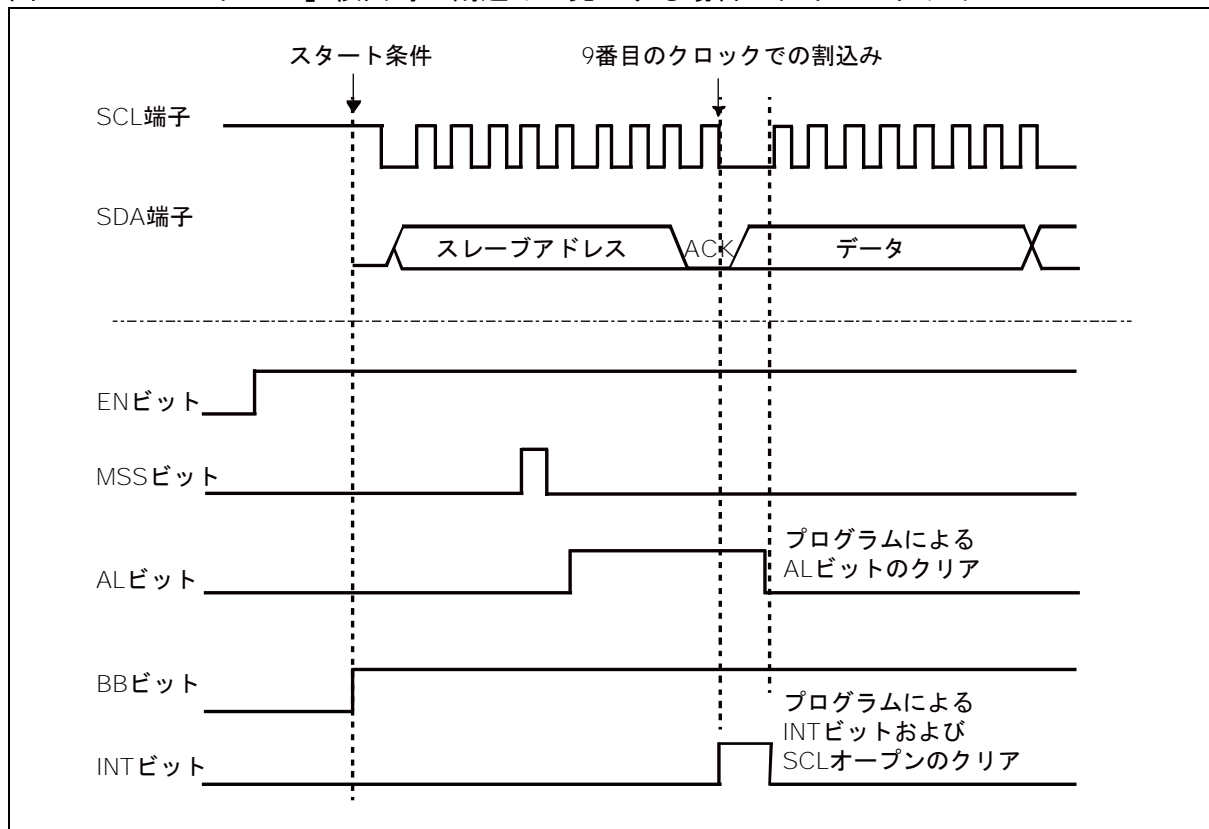 スタート条件
9番目のクロックでの割込み
SCL端子
SDA端子
スレーブアドレス
ACK
データ
ENビット
MSSビット
ALビット
プログラムによる
ALビットのクリア
BBビット
プログラムによる
INTビットおよび
SCLオープンのクリア
INTビット